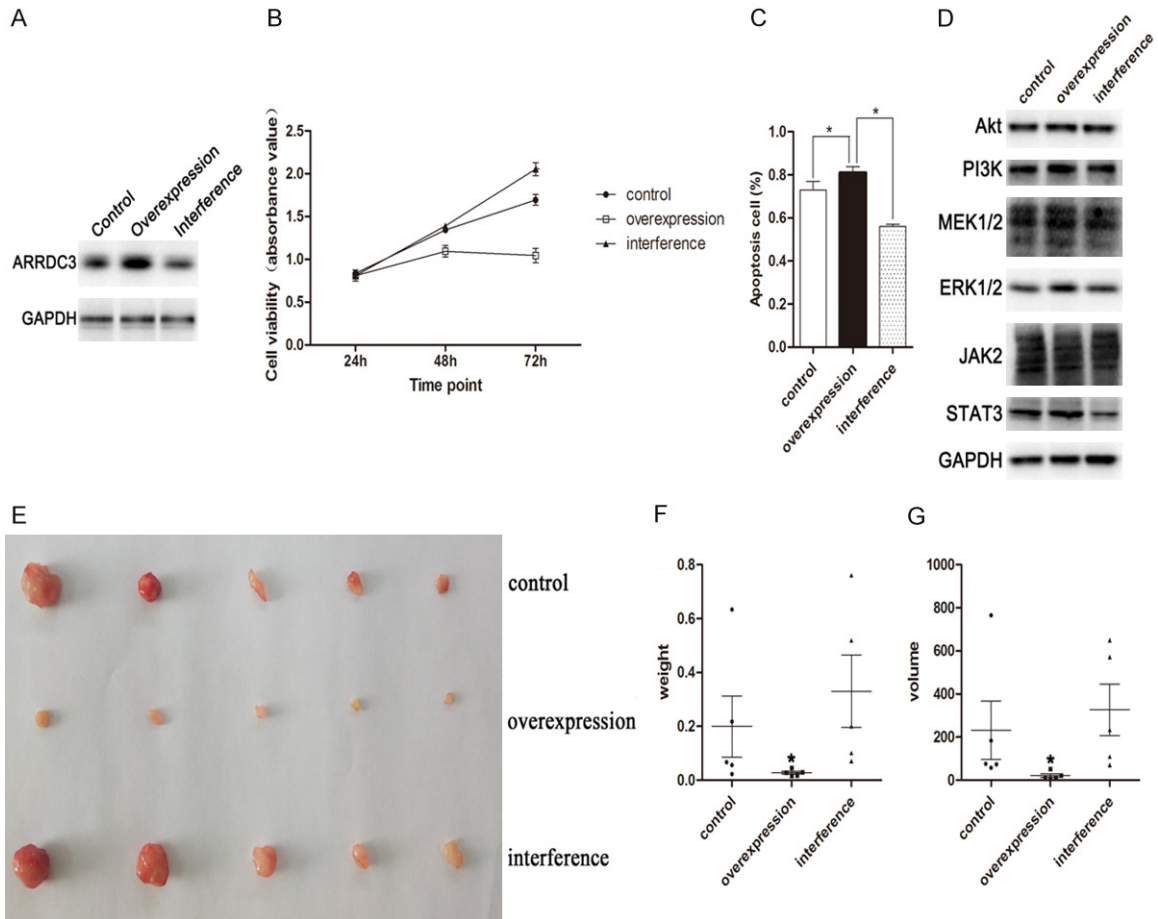 A
Control
Overexpression
Interference
ARRDC3
GAPDH
B
Cell viability (absorbance value)
2.5
2.0
1.5
1.0
0.5
0.0
24h
48h
72h
Time point
control
overexpression
interference
C
Apoptosis cell (%)
1.0
0.8
0.6
0.4
0.2
0.0
*
*
control
overexpression
interference
D
control
overexpression
interference
Akt
PI3K
MEK1/2
ERK1/2
JAK2
STAT3
GAPDH
E
control
overexpression
interference
F
weight
0.8
0.6
0.4
0.2
0.0
*
control
overexpression
interference
G
volume
1000
800
600
400
200
0
*
control
overexpression
interference